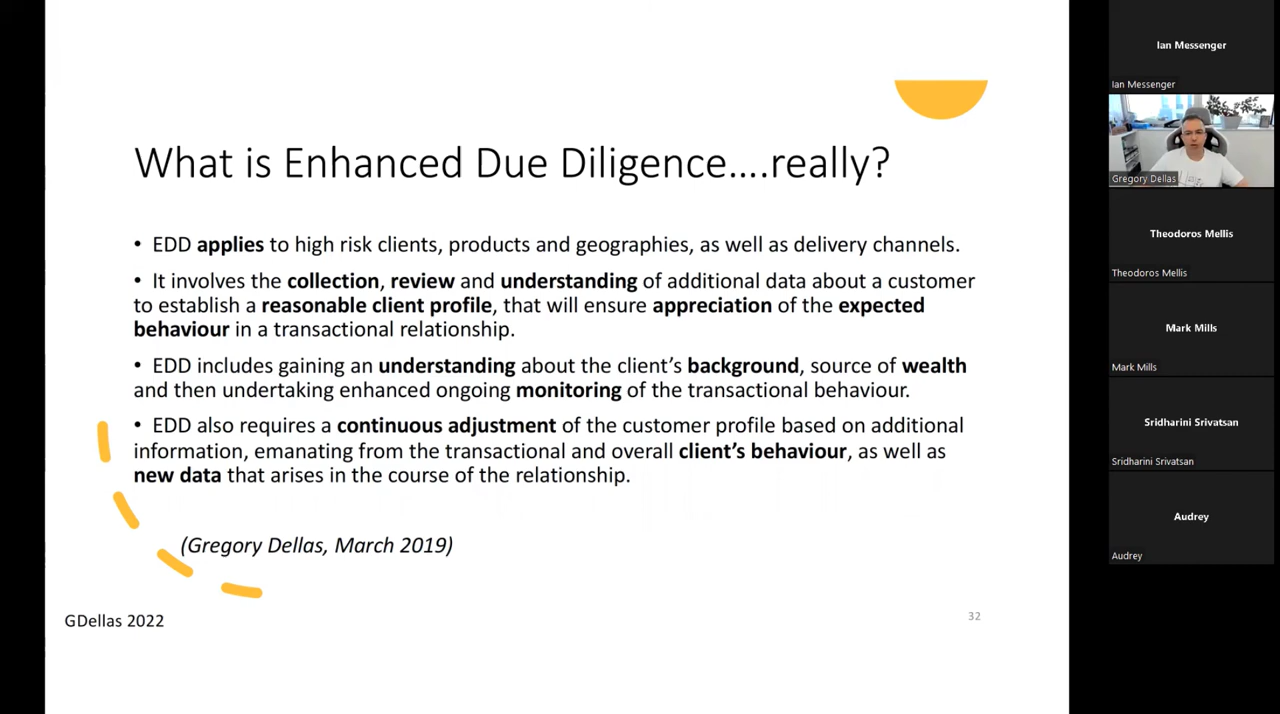 What is Enhanced Due Diligence....really?
• EDD applies to high risk clients, products and geographies, as well as delivery channels.
• It involves the collection, review and understanding of additional data about a customer
to establish a reasonable client profile, that will ensure appreciation of the expected
behaviour in a transactional relationship.
• EDD includes gaining an understanding about the client's background, source of wealth
and then undertaking enhanced ongoing monitoring of the transactional behaviour.
• EDD also requires a continuous adjustment of the customer profile based on additional
information, emanating from the transactional and overall client's behaviour, as well as
new data that arises in the course of the relationship.
(Gregory Dellas, March 2019)
GDellas 2022
32
Ian Messenger
Ian Messenger
Gregory Dellas
Theodoros Mellis
Theodoros Mellis
Mark Mills
Mark Mills
Sridharini Srivatsan
Sridharini Srivatsan
Audrey
Audrey